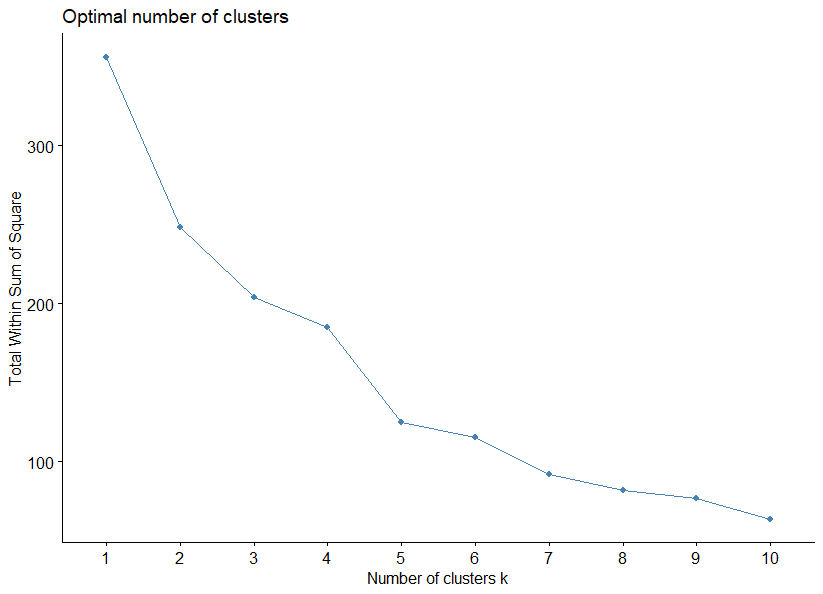 Optimal number of clusters
Total Within Sum of Square
300
200
100
1 2 3 4 5 6 7 8 9 10
Number of clusters k